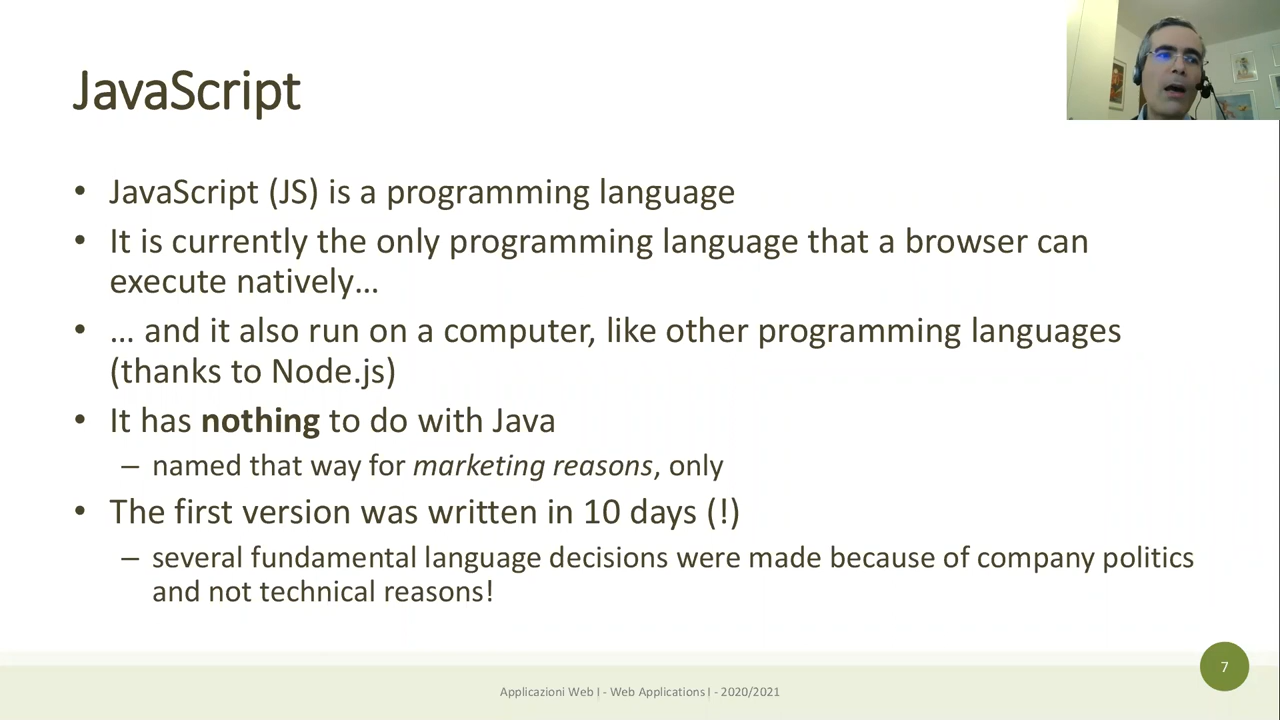 JavaScript
• JavaScript (JS) is a programming language
• It is currently the only programming language that a browser can
execute natively…
• … and it also run on a computer, like other programming languages
(thanks to Node.js)
• It has nothing to do with Java
– named that way for marketing reasons, only
• The first version was written in 10 days (!)
– several fundamental language decisions were made because of company politics
and not technical reasons!
7
Applicazioni Web I - Web Applications I - 2020/2021